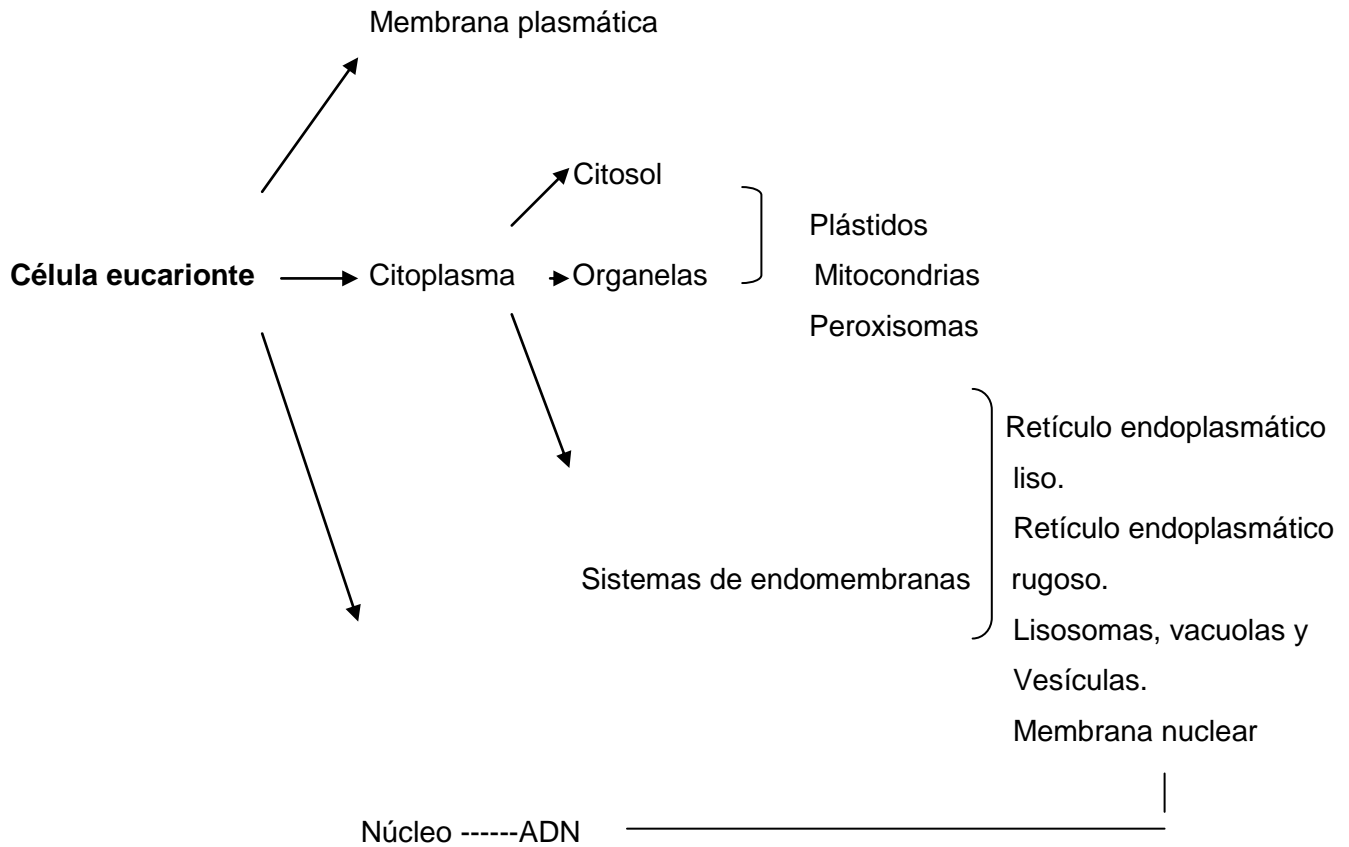 Membrana plasmática
Citosol
Plástidos
Célula eucarionte Citoplasma Organelas Mitocondrias
Peroxisomas
Retículo endoplasmático
liso.
Retículo endoplasmático
Sistemas de endomembranas rugoso.
Lisosomas, vacuolas y
Vesículas.
Membrana nuclear
Núcleo ------ADN